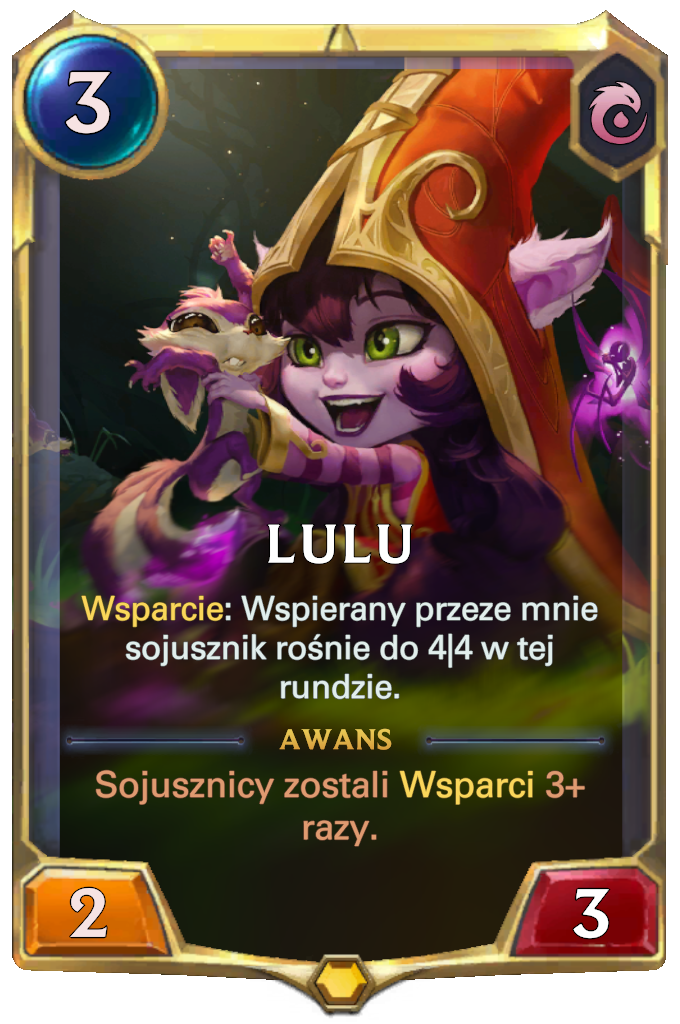 3
LULU
Wsparcie: Wspierany przeze mnie
sojusznik rośnie do 4|4 w tej
rundzie.
AWANS
Sojusznicy zostali Wsparci 3+
razy.
2
3